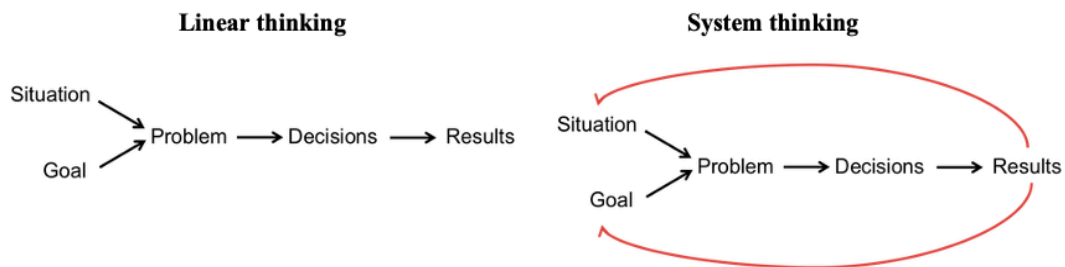 Linear thinking
Situation
Problem
Decisions
Results
Goal
System thinking
Situation
Problem
Decisions
Results
Goal